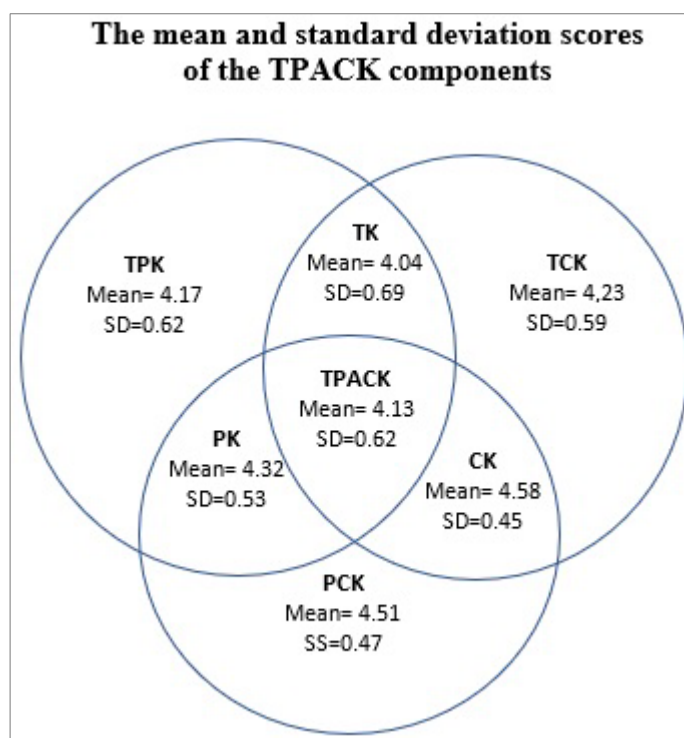 The mean and standard deviation scores
of the TPACK components
TK
Mean= 4.04
SD=0.69
TPK
Mean= 4.17
SD=0.62
TCK
Mean= 4,23
SD=0.59
TPACK
Mean= 4.13
SD=0.62
PK
Mean= 4.32
SD=0.53
CK
Mean= 4.58
SD=0.45
PCK
Mean= 4.51
SS=0.47